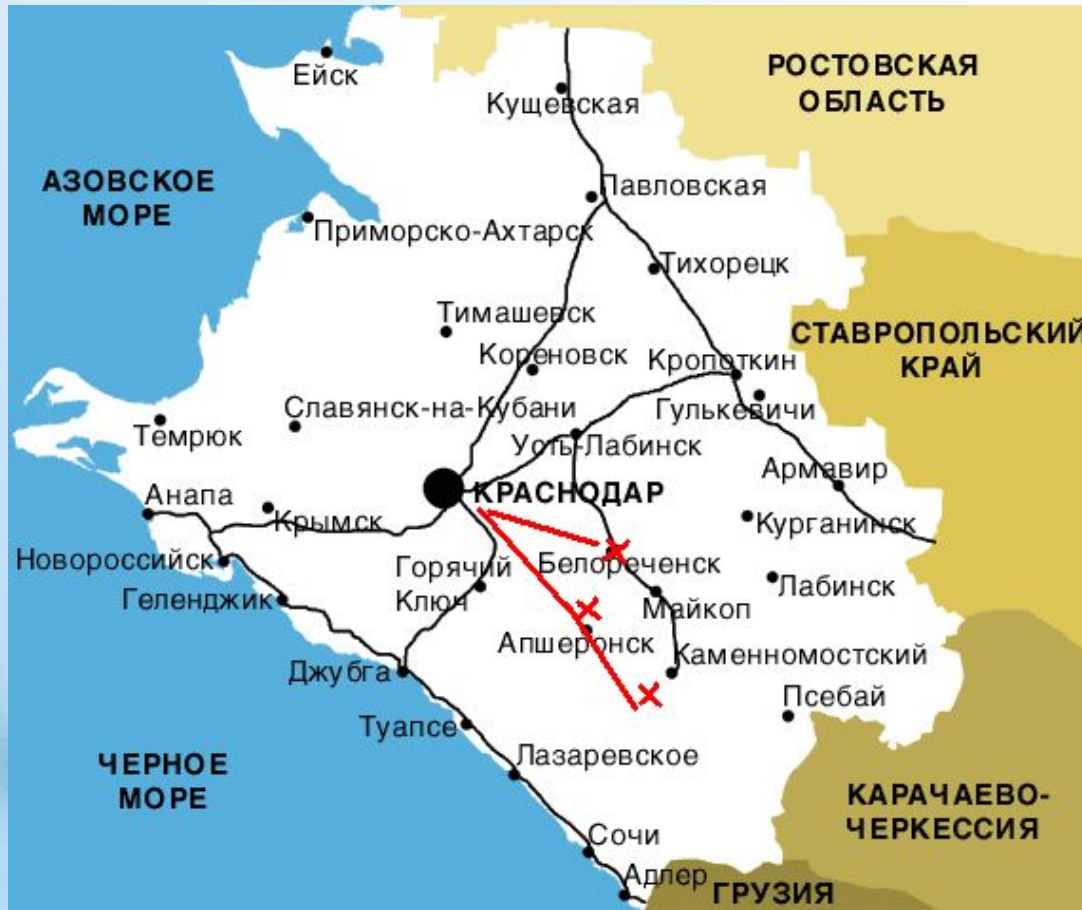 Ейск
Кущевская
РОСТОВСКАЯ
ОБЛАСТЬ
АЗОВСКОЕ
МОРЕ
Павловская
Приморско-Ахтарск
Тихорецк
Тимашевск
СТАВРОПОЛЬСКИЙ
КРАЙ
Кореновск
Кропоткин
Славянск-на-Кубани
Гулькевичи
Темрюк
Усть-Лабинск
Армавир
Анапа
КРАСНОДАР
Крымск
Курганинск
Новороссийск
Горячий
Ключ
Белореченск
Лабинск
Геленджик
Майкоп
Апшеронск
Каменномостский
Джубга
Псебай
Туапсе
Лазаревское
ЧЕРНОЕ
МОРЕ
КАРАЧАЕВО-
ЧЕРКЕССИЯ
Сочи
Адлер
ГРУЗИЯ